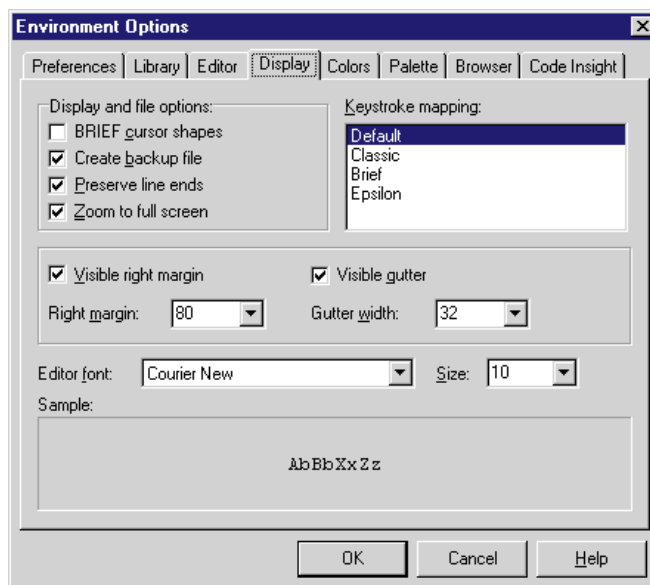 Environment Options
Preferences Library Editor Display Colors Palette Browser Code Insight
Display and file options:
BRIEF cursor shapes
Create backup file
Preserve line ends
Zoom to full screen
Keystroke mapping:
Default
Classic
Brief
Epsilon
Visible right margin
Visible gutter
Right margin: 80
Gutter width: 32
Editor font: Courier New
Size: 10
Sample:
AbBbXxZz
OK Cancel Help